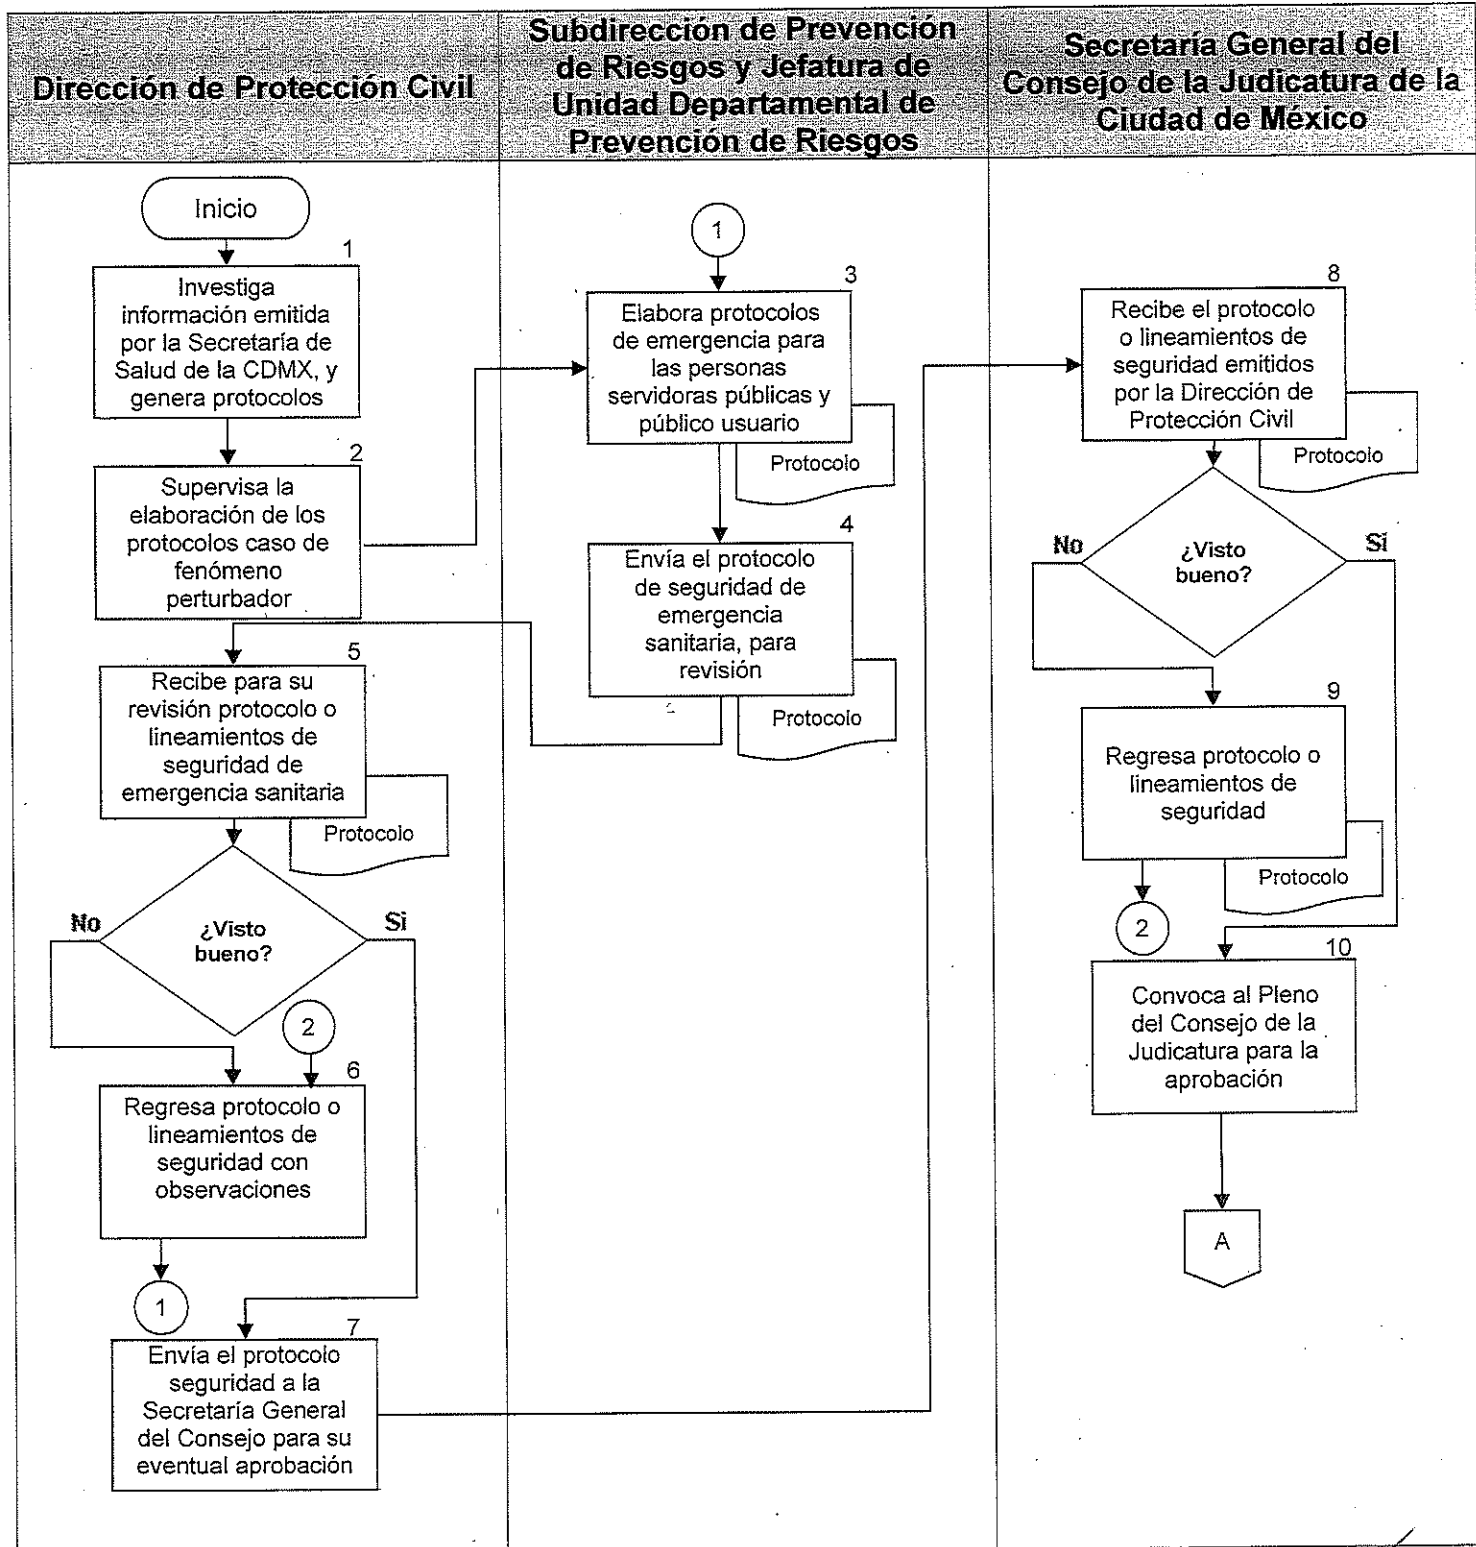 Dirección de Protección Civil
Subdirección de Prevención
de Riesgos y Jefatura de
Unidad Departamental de
Prevención de Riesgos
Secretaría General del
Consejo de la Judicatura de la
Ciudad de México
Inicio
1
Investiga
información emitida
por la Secretaría de
Salud de la CDMX, y
genera protocolos
2
Supervisa la
elaboración de los
protocolos caso de
fenómeno
perturbador
5
Recibe para su
revisión protocolo o
lineamientos de
seguridad de
emergencia sanitaria
Protocolo
No
¿Visto
bueno?
Si
2
6
Regresa protocolo o
lineamientos de
seguridad con
observaciones
1
7
Envía el protocolo
seguridad a la
Secretaría General
del Consejo para su
eventual aprobación
1
3
Elabora protocolos
de emergencia para
las personas
servidoras públicas y
público usuario
Protocolo
4
Envía el protocolo
de seguridad de
emergencia
sanitaria, para
revisión
Protocolo
8
Recibe el protocolo
o lineamientos de
seguridad emitidos
por la Dirección de
Protección Civil
Protocolo
No
¿Visto
bueno?
Si
9
Regresa protocolo o
lineamientos de
seguridad
Protocolo
2
10
Convoca al Pleno
del Consejo de la
Judicatura para la
aprobación
A